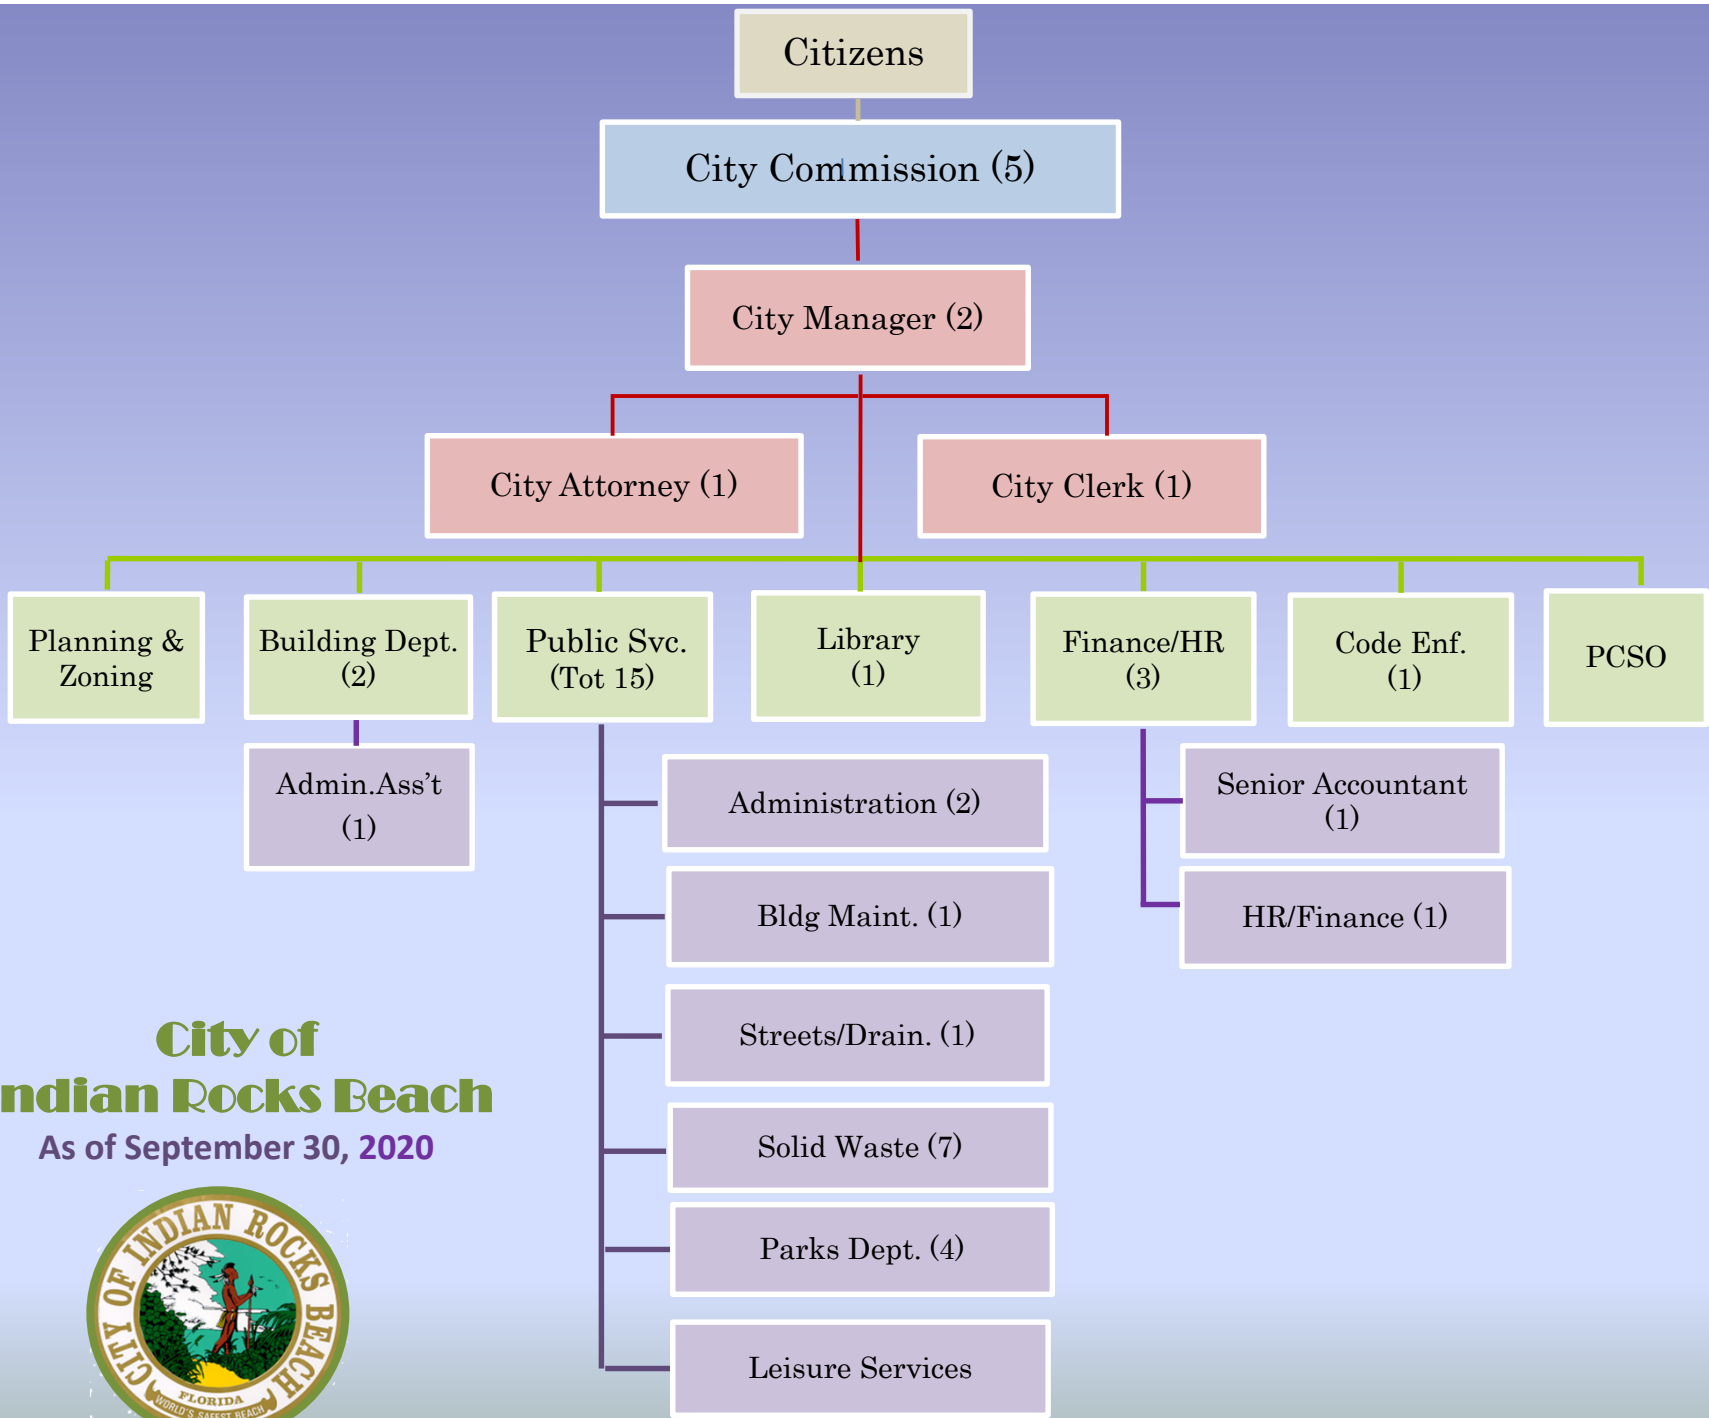 Citizens
City Commission (5)
City Manager (2)
City Attorney (1)
City Clerk (1)
Planning &
Zoning
Building Dept.
(2)
Public Svc.
(Tot 15)
Library
(1)
Finance/HR
(3)
Code Enf.
(1)
PCSO
Admin.Ass’t
(1)
Administration (2)
Bldg Maint. (1)
Streets/Drain. (1)
Solid Waste (7)
Parks Dept. (4)
Leisure Services
Senior Accountant
(1)
HR/Finance (1)
City of
ndian Rocks Beach
As of September 30, 2020
CITY OF INDIAN ROCKS BEACH
FLORIDA
WORLD'S SAFEST BEACH